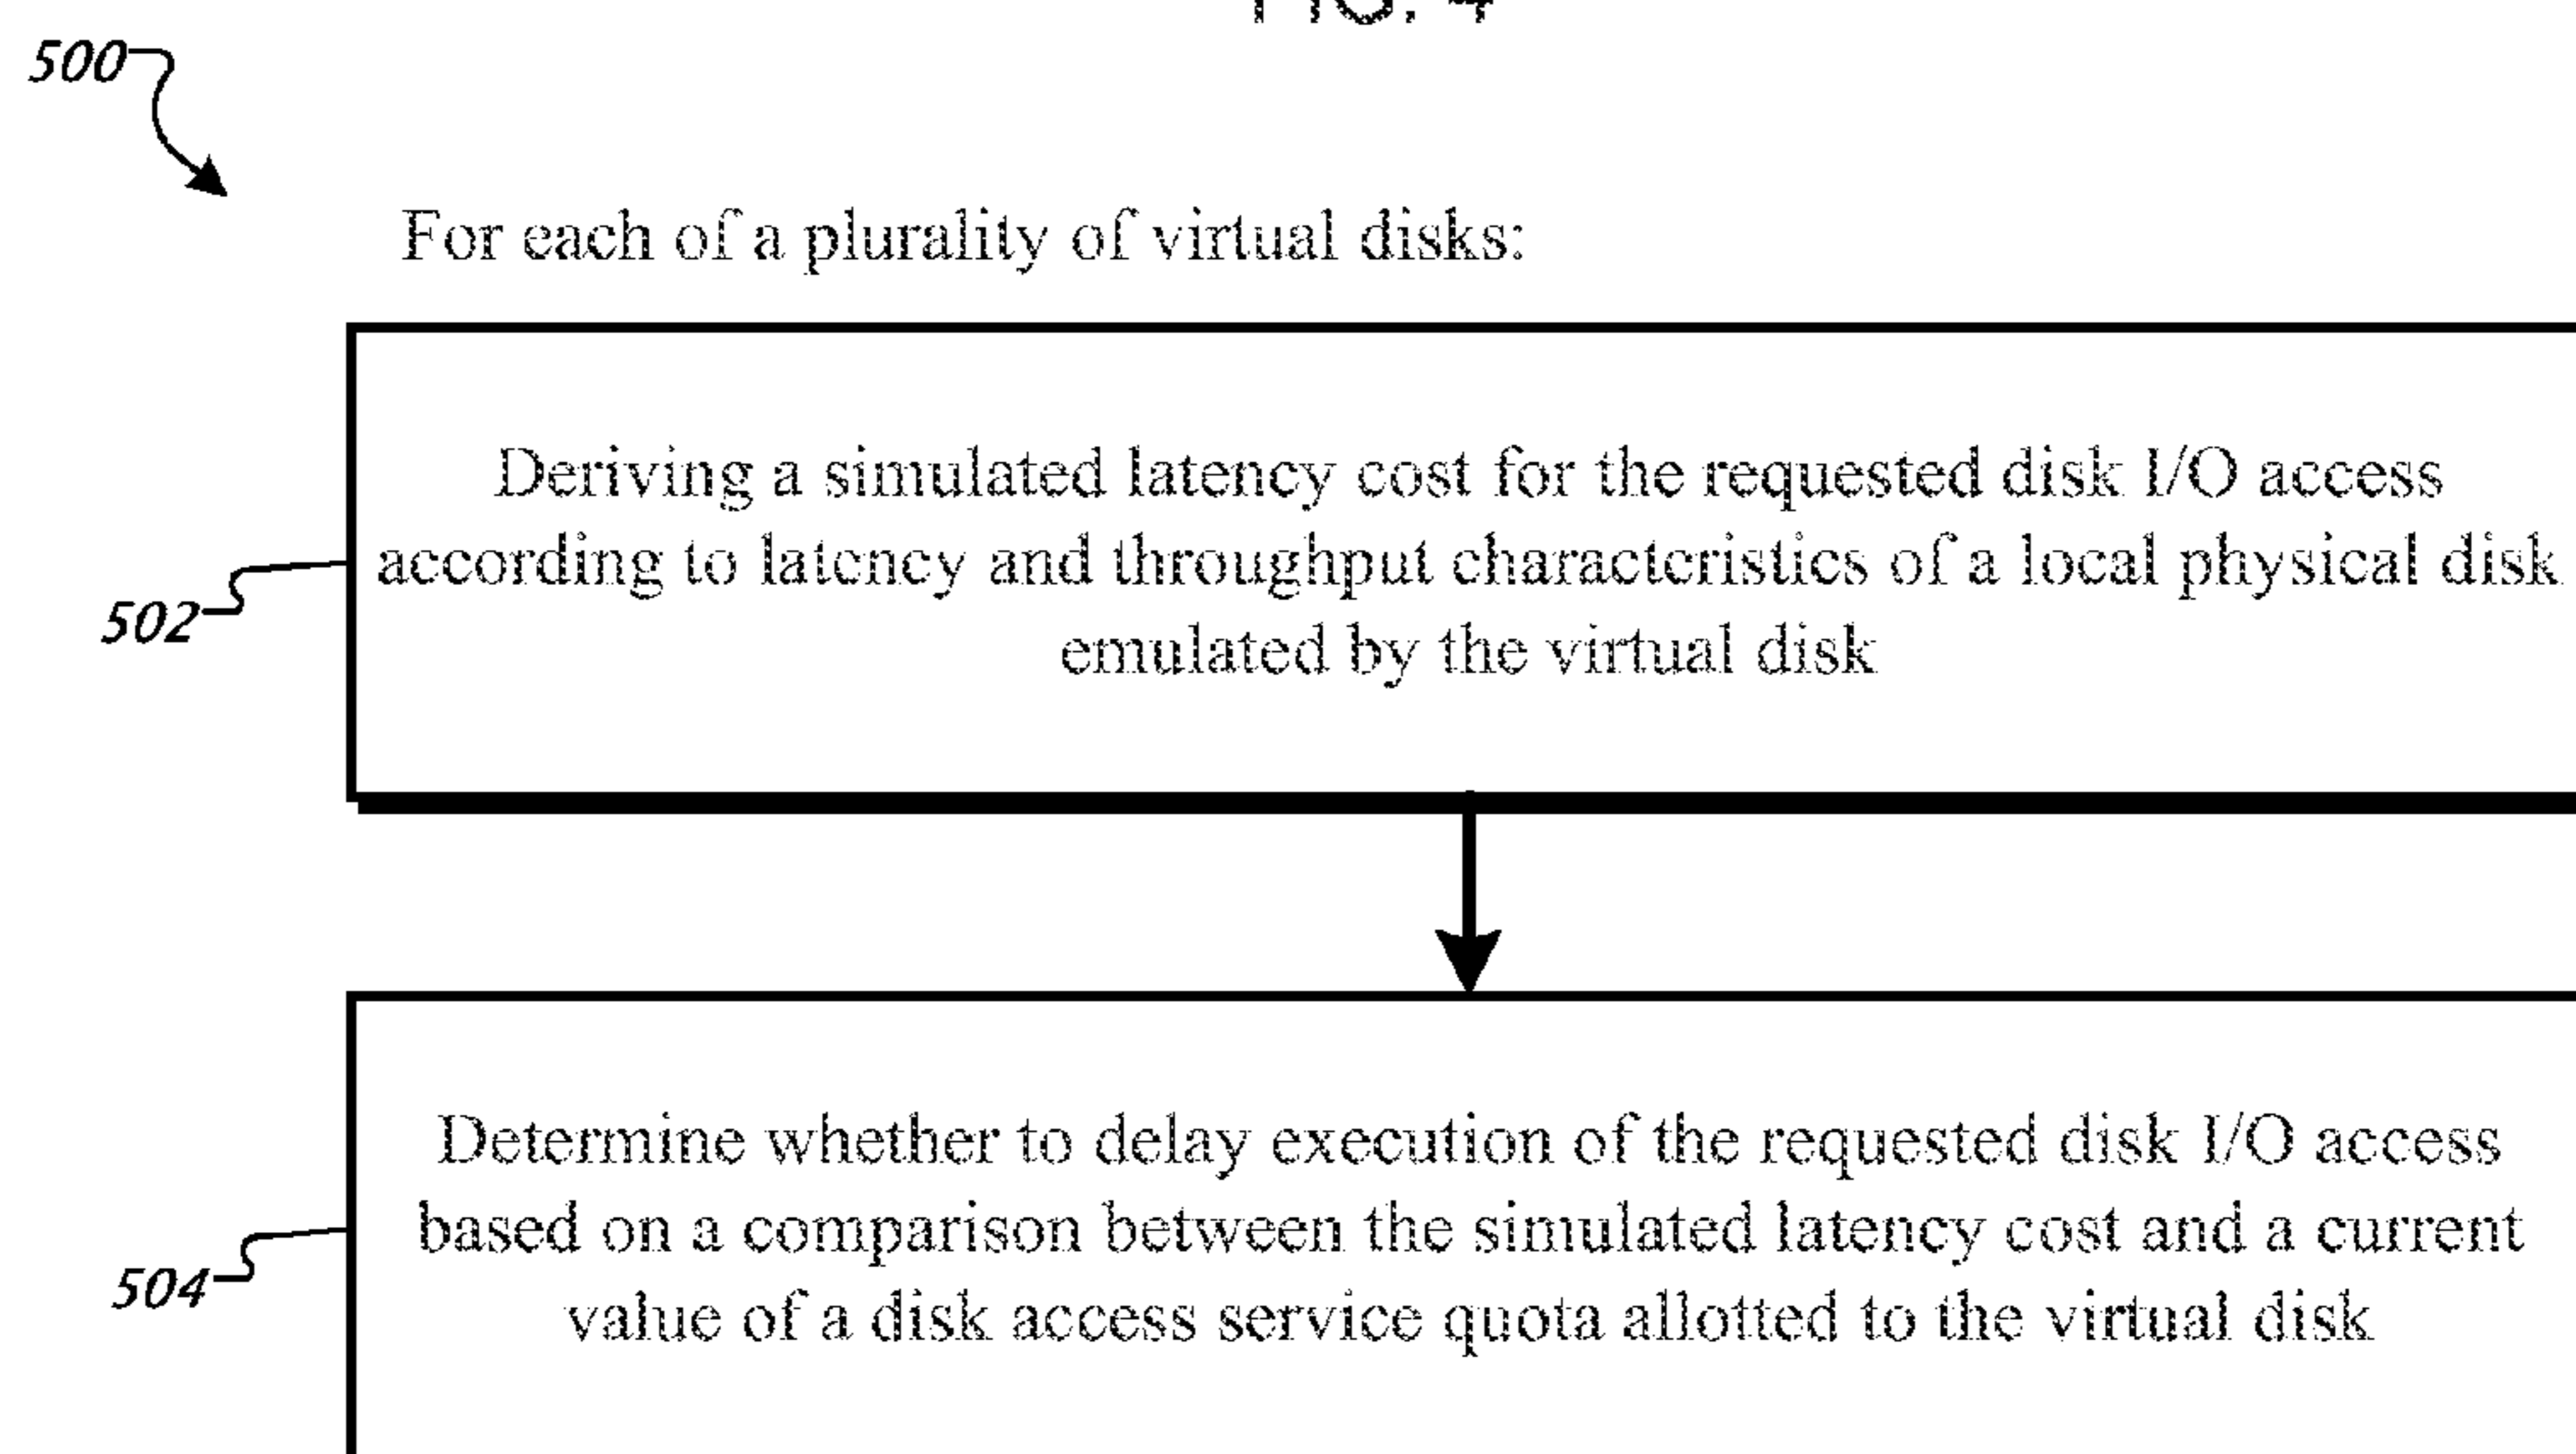 FIG. 4
500
For each of a plurality of virtual disks:
Deriving a simulated latency cost for the requested disk I/O access
according to latency and throughput characteristics of a local physical disk
emulated by the virtual disk
502
Determine whether to delay execution of the requested disk I/O access
based on a comparison between the simulated latency cost and a current
value of a disk access service quota allotted to the virtual disk
504